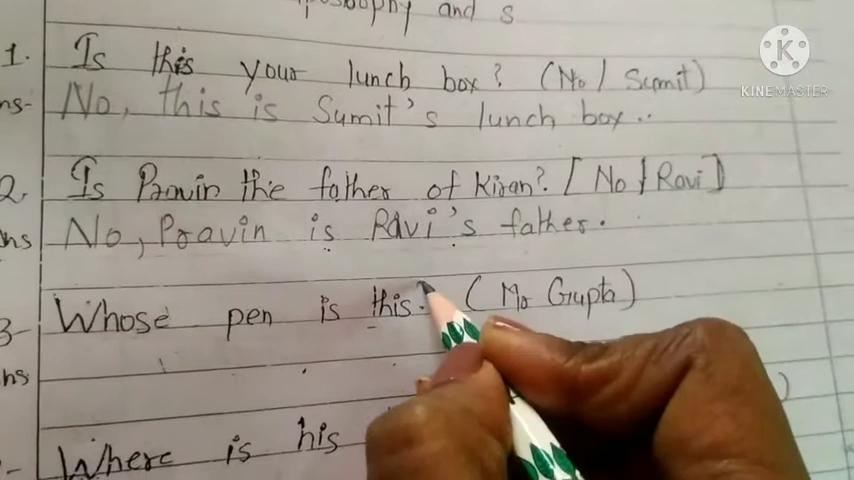 and s
1. Is this your lunch box? (No / Sumit)
ns- No, this is Sumit's lunch box..
2. Is Pravin the father of Kiran? [No / Ravi]
ns No, Pravin is Ravi's father.
3- Whose pen is this. (Mr Gupta)
ns
)
Where is his
K
KINEMASTER